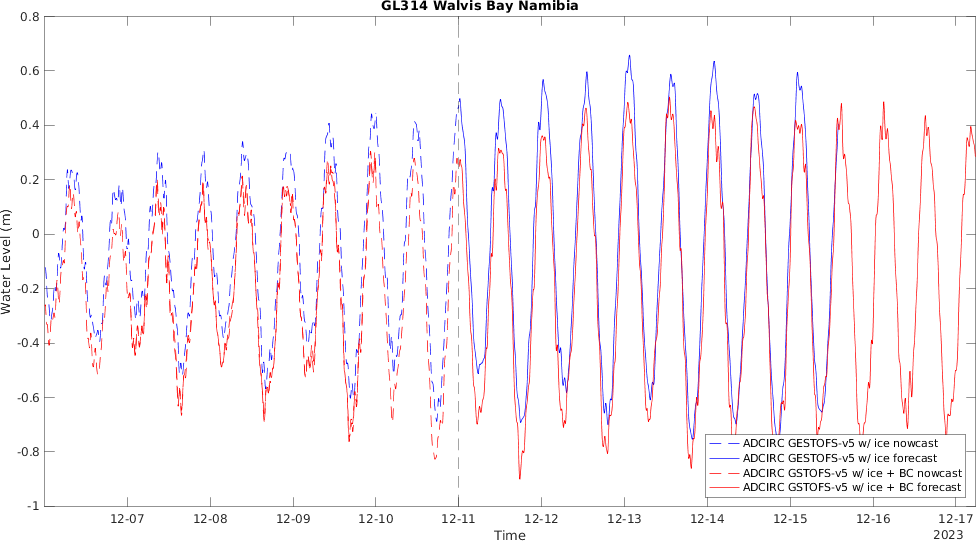 GL314 Walvis Bay Namibia
0.8
0.6
0.4
0.2
0
-0.2
-0.4
-0.6
-0.8
-1
Water Level (m)
ADCIRC GESTOFS-v5 w/ ice nowcast
ADCIRC GESTOFS-v5 w/ ice forecast
ADCIRC GSTOFS-v5 w/ ice + BC nowcast
ADCIRC GSTOFS-v5 w/ ice + BC forecast
12-07 12-08 12-09 12-10 12-11 12-12 12-13 12-14 12-15 12-16 12-17
Time 2023